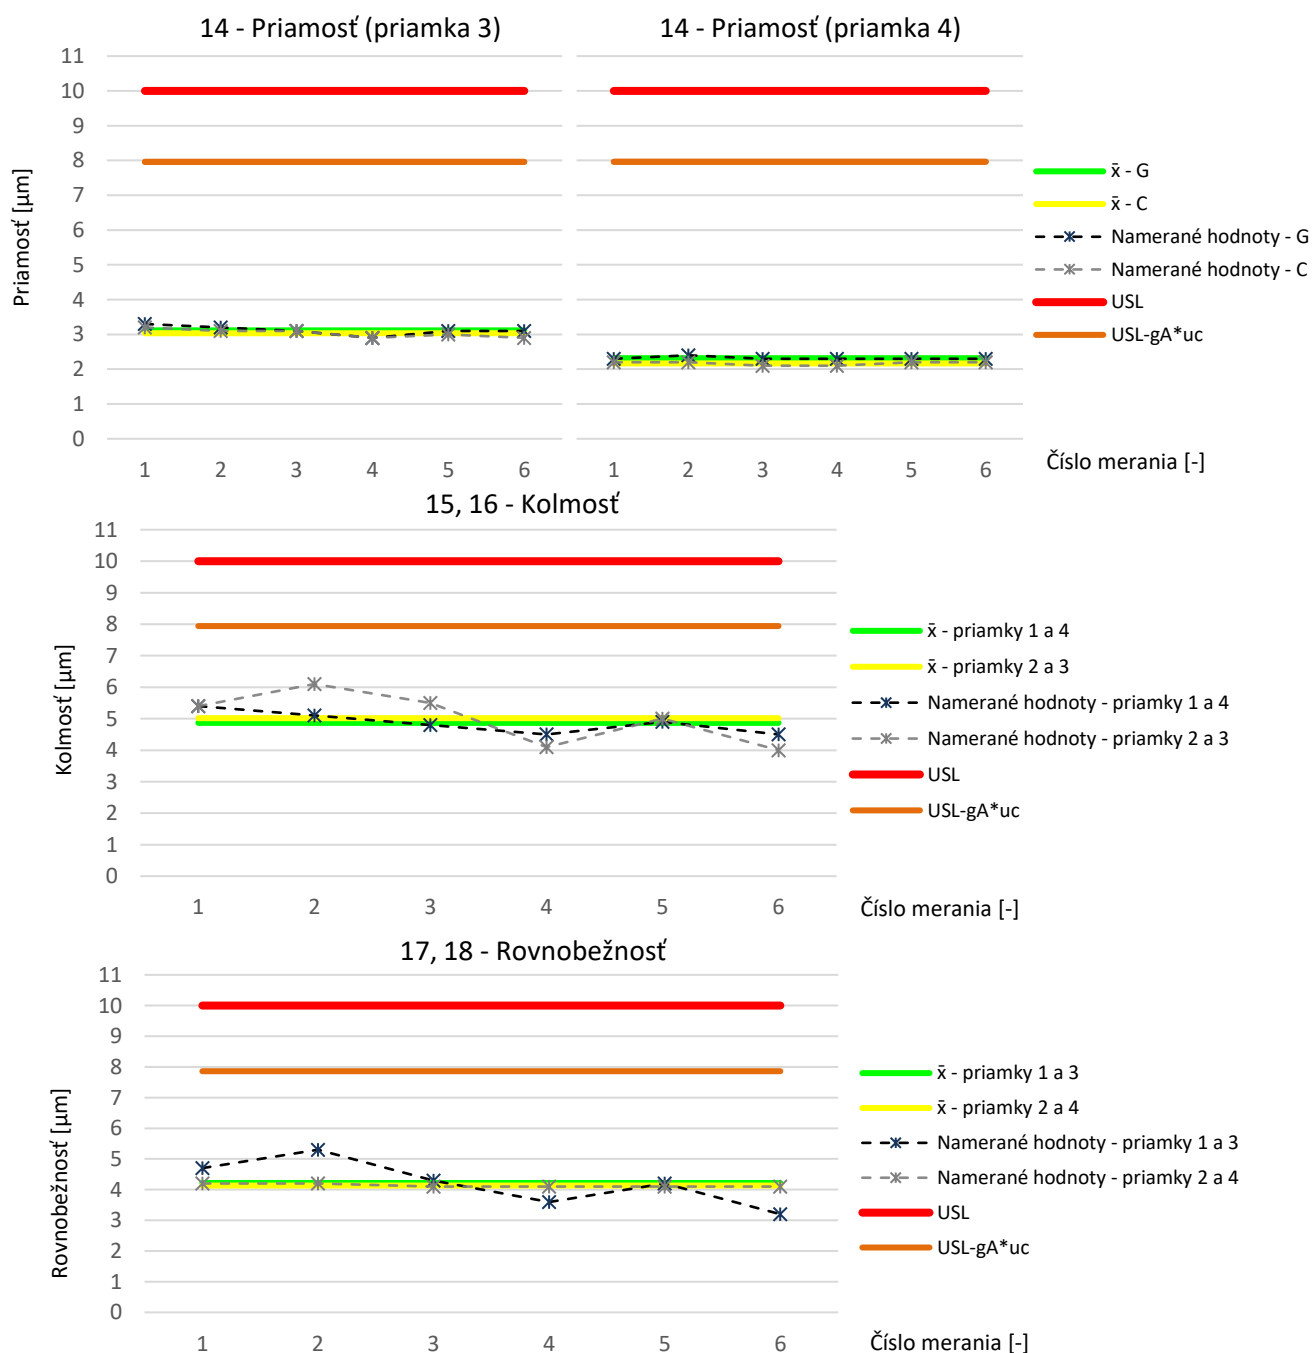 14 - Priamosť (priamka 3)
14 - Priamosť (priamka 4)
11
10
9
8
7
6
5
4
3
2
1
0
Priamosť [µm]
1 2 3 4 5 6
1 2 3 4 5 6
Číslo merania [-]
x̄ - G
x̄ - C
Namerané hodnoty - G
Namerané hodnoty - C
USL
USL-gA*uc
15, 16 - Kolmosť
11
10
9
8
7
6
5
4
3
2
1
0
Kolmosť [µm]
1 2 3 4 5 6
Číslo merania [-]
x̄ - priamky 1 a 4
x̄ - priamky 2 a 3
Namerané hodnoty - priamky 1 a 4
Namerané hodnoty - priamky 2 a 3
USL
USL-gA*uc
17, 18 - Rovnobežnosť
11
10
9
8
7
6
5
4
3
2
1
0
Rovnobežnosť [µm]
1 2 3 4 5 6
Číslo merania [-]
x̄ - priamky 1 a 3
x̄ - priamky 2 a 4
Namerané hodnoty - priamky 1 a 3
Namerané hodnoty - priamky 2 a 4
USL
USL-gA*uc